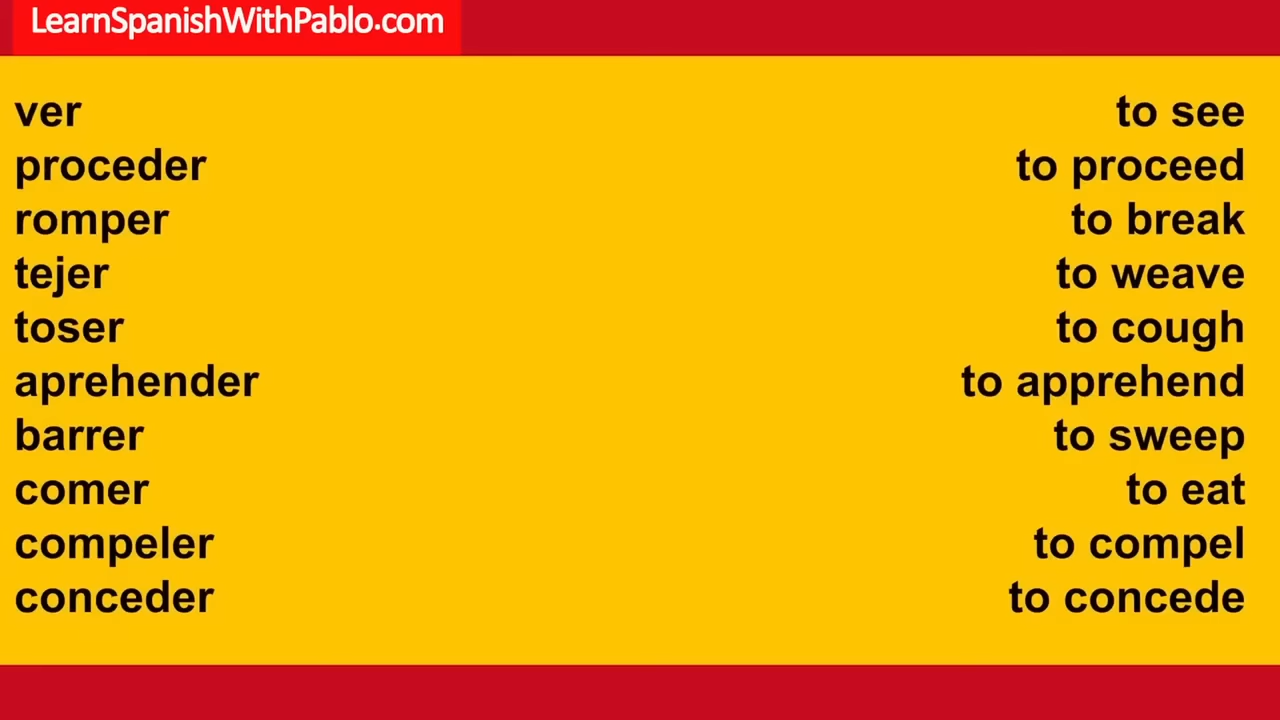 LearnSpanishWithPablo.com
ver to see
proceder to proceed
romper to break
tejer to weave
toser to cough
aprehender to apprehend
barrer to sweep
comer to eat
compeler to compel
conceder to concede